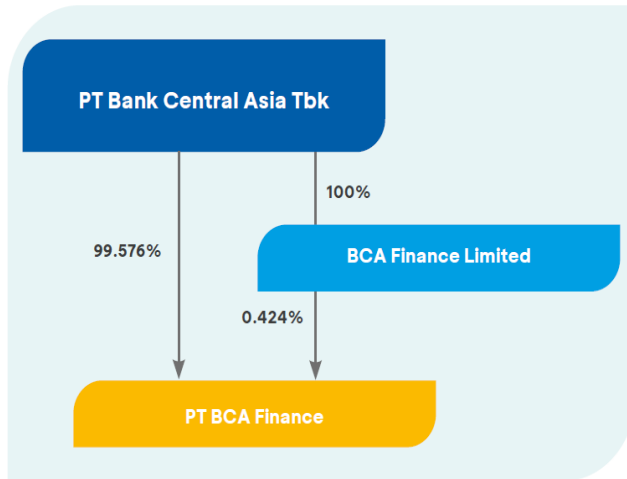 PT Bank Central Asia Tbk
100%
99.576%
BCA Finance Limited
0.424%
PT BCA Finance